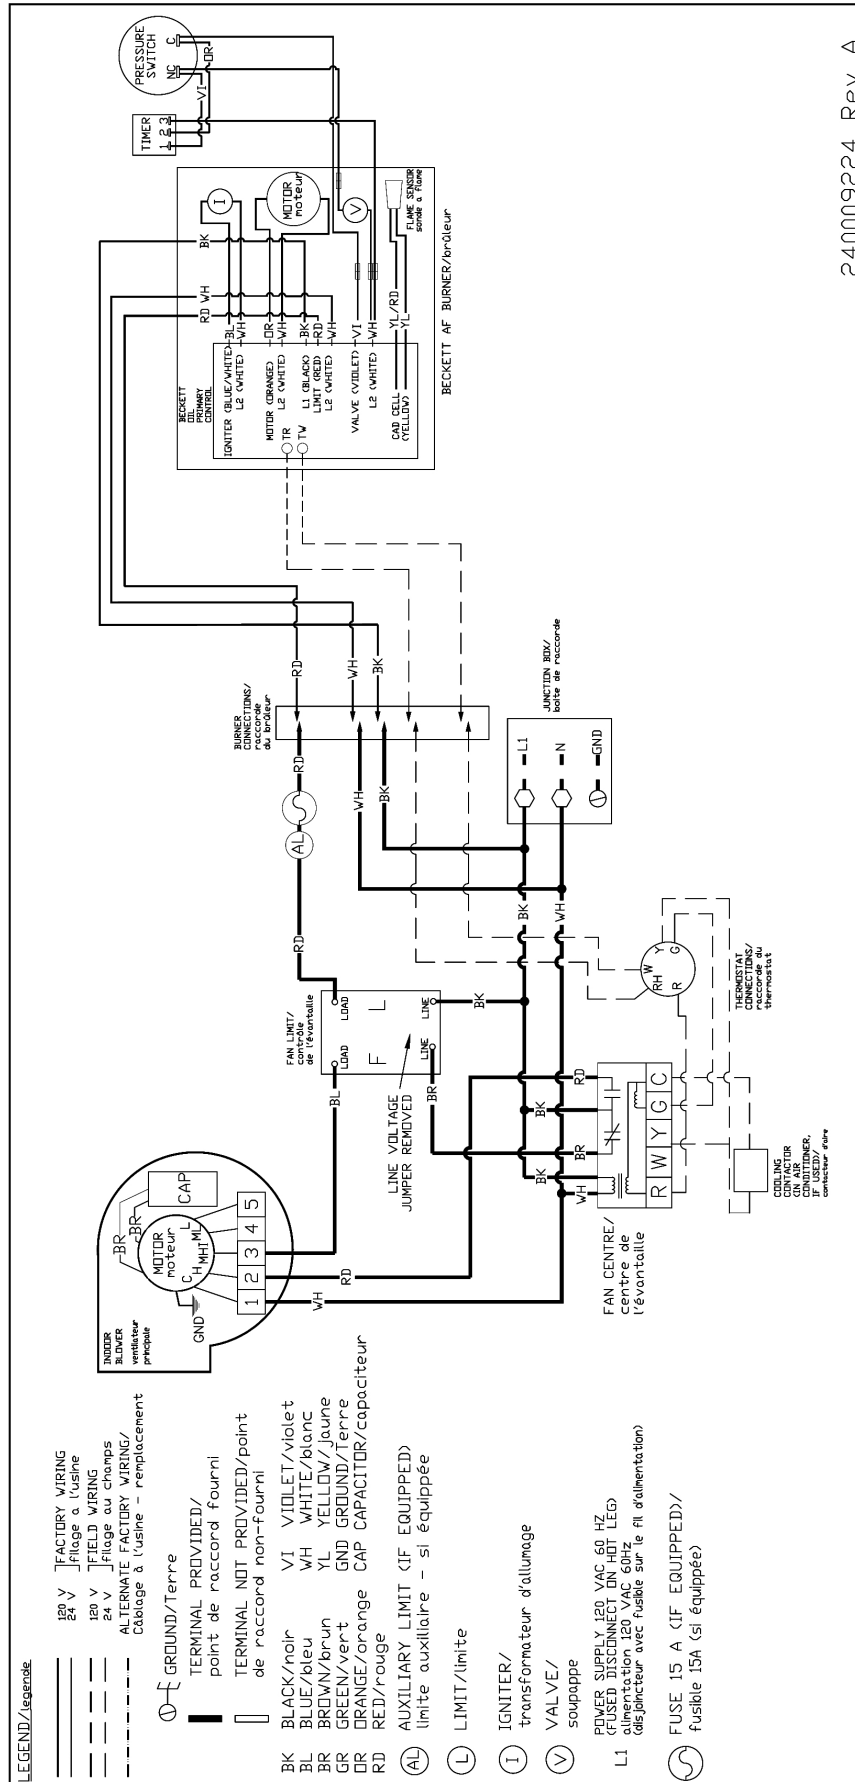 LEGEND/legende
120 V
24 V
FACTORY WIRING
filage a l'usine
120 V
24 V
FIELD WIRING
filage au champs
ALTERNATE FACTORY WIRING/
Câblage à l'usine - remplacement
GROUND/Terre
TERMINAL PROVIDED/
point de raccord fourni
TERMINAL NOT PROVIDED/point
de raccord non-fourni
BK BLACK/noir
BL BLUE/bleu
BR BROWN/brun
GR GREEN/vert
OR ORANGE/orange
RD RED/rouge
VI VIOLET/violet
WH WHITE/blanc
YL YELLOW/jaune
GND GROUND/Terre
CAP CAPACITOR/capaciteur
AL
AUXILIARY LIMIT (IF EQUIPPED)
limite auxiliaire - si équippée
L
LIMIT/limite
I
IGNITER/
transformateur d'allumage
V
VALVE/
soupappe
L1
POWER SUPPLY 120 VAC 60 HZ
(FUSED DISCONNECT ON HOT LEG)
alimentation 120 VAC 60Hz
(disjoincteur avec fusible sur le fil d'alimentation)
FUSE 15 A (IF EQUIPPED)/
fusible 15A (si équippée)
INDOOR
BLOWER
ventilateur
principale
BR
BR
CAP
MOTOR
moteur
C
H
MHI
ML
L
GND
1 2 3 4 5
WH
RD
BL
FAN LIMIT/
contrôle
de l'évantaille
LOAD
LOAD
F L
LINE
LINE
LINE VOLTAGE
JUMPER REMOVED
BR
BK
RD
AL
RD
BURNER
CONNECTIONS/
raccorde
du brûleur
WH
BK
RD
WH
BK
JUNCTION BOX/
boite de raccorde
L1
N
GND
BK
WH
BK
WH
BR
BK
RD
R W Y G C
FAN CENTRE/
centre de
l'évantaille
THERMOSTAT
CONNECTIONS/
raccorde du
thermostat
RH
W
Y
G
R
COOLING
CONTACTOR
(IN AIR
CONDITIONER,
IF USED)/
contacteur d'aire
BECKETT
OIL
PRIMARY
CONTROL
IGNITER (BLUE/WHITE)
L2 (WHITE)
MOTOR (ORANGE)
L2 (WHITE)
L1 (BLACK)
LIMIT (RED)
L2 (WHITE)
VALVE (VIOLET)
L2 (WHITE)
CAD CELL
(YELLOW)
TR
TW
BL
WH
OR
WH
BK
RD
WH
VI
WH
YL/RD
YL
RD
WH
BK
I
MOTOR
moteur
V
FLAME SENSOR
sonde a flame
BECKETT AF BURNER/brûleur
TIMER
1 2 3
PRESSURE
SWITCH
NC
C
VI
OR
240009224 Rev A